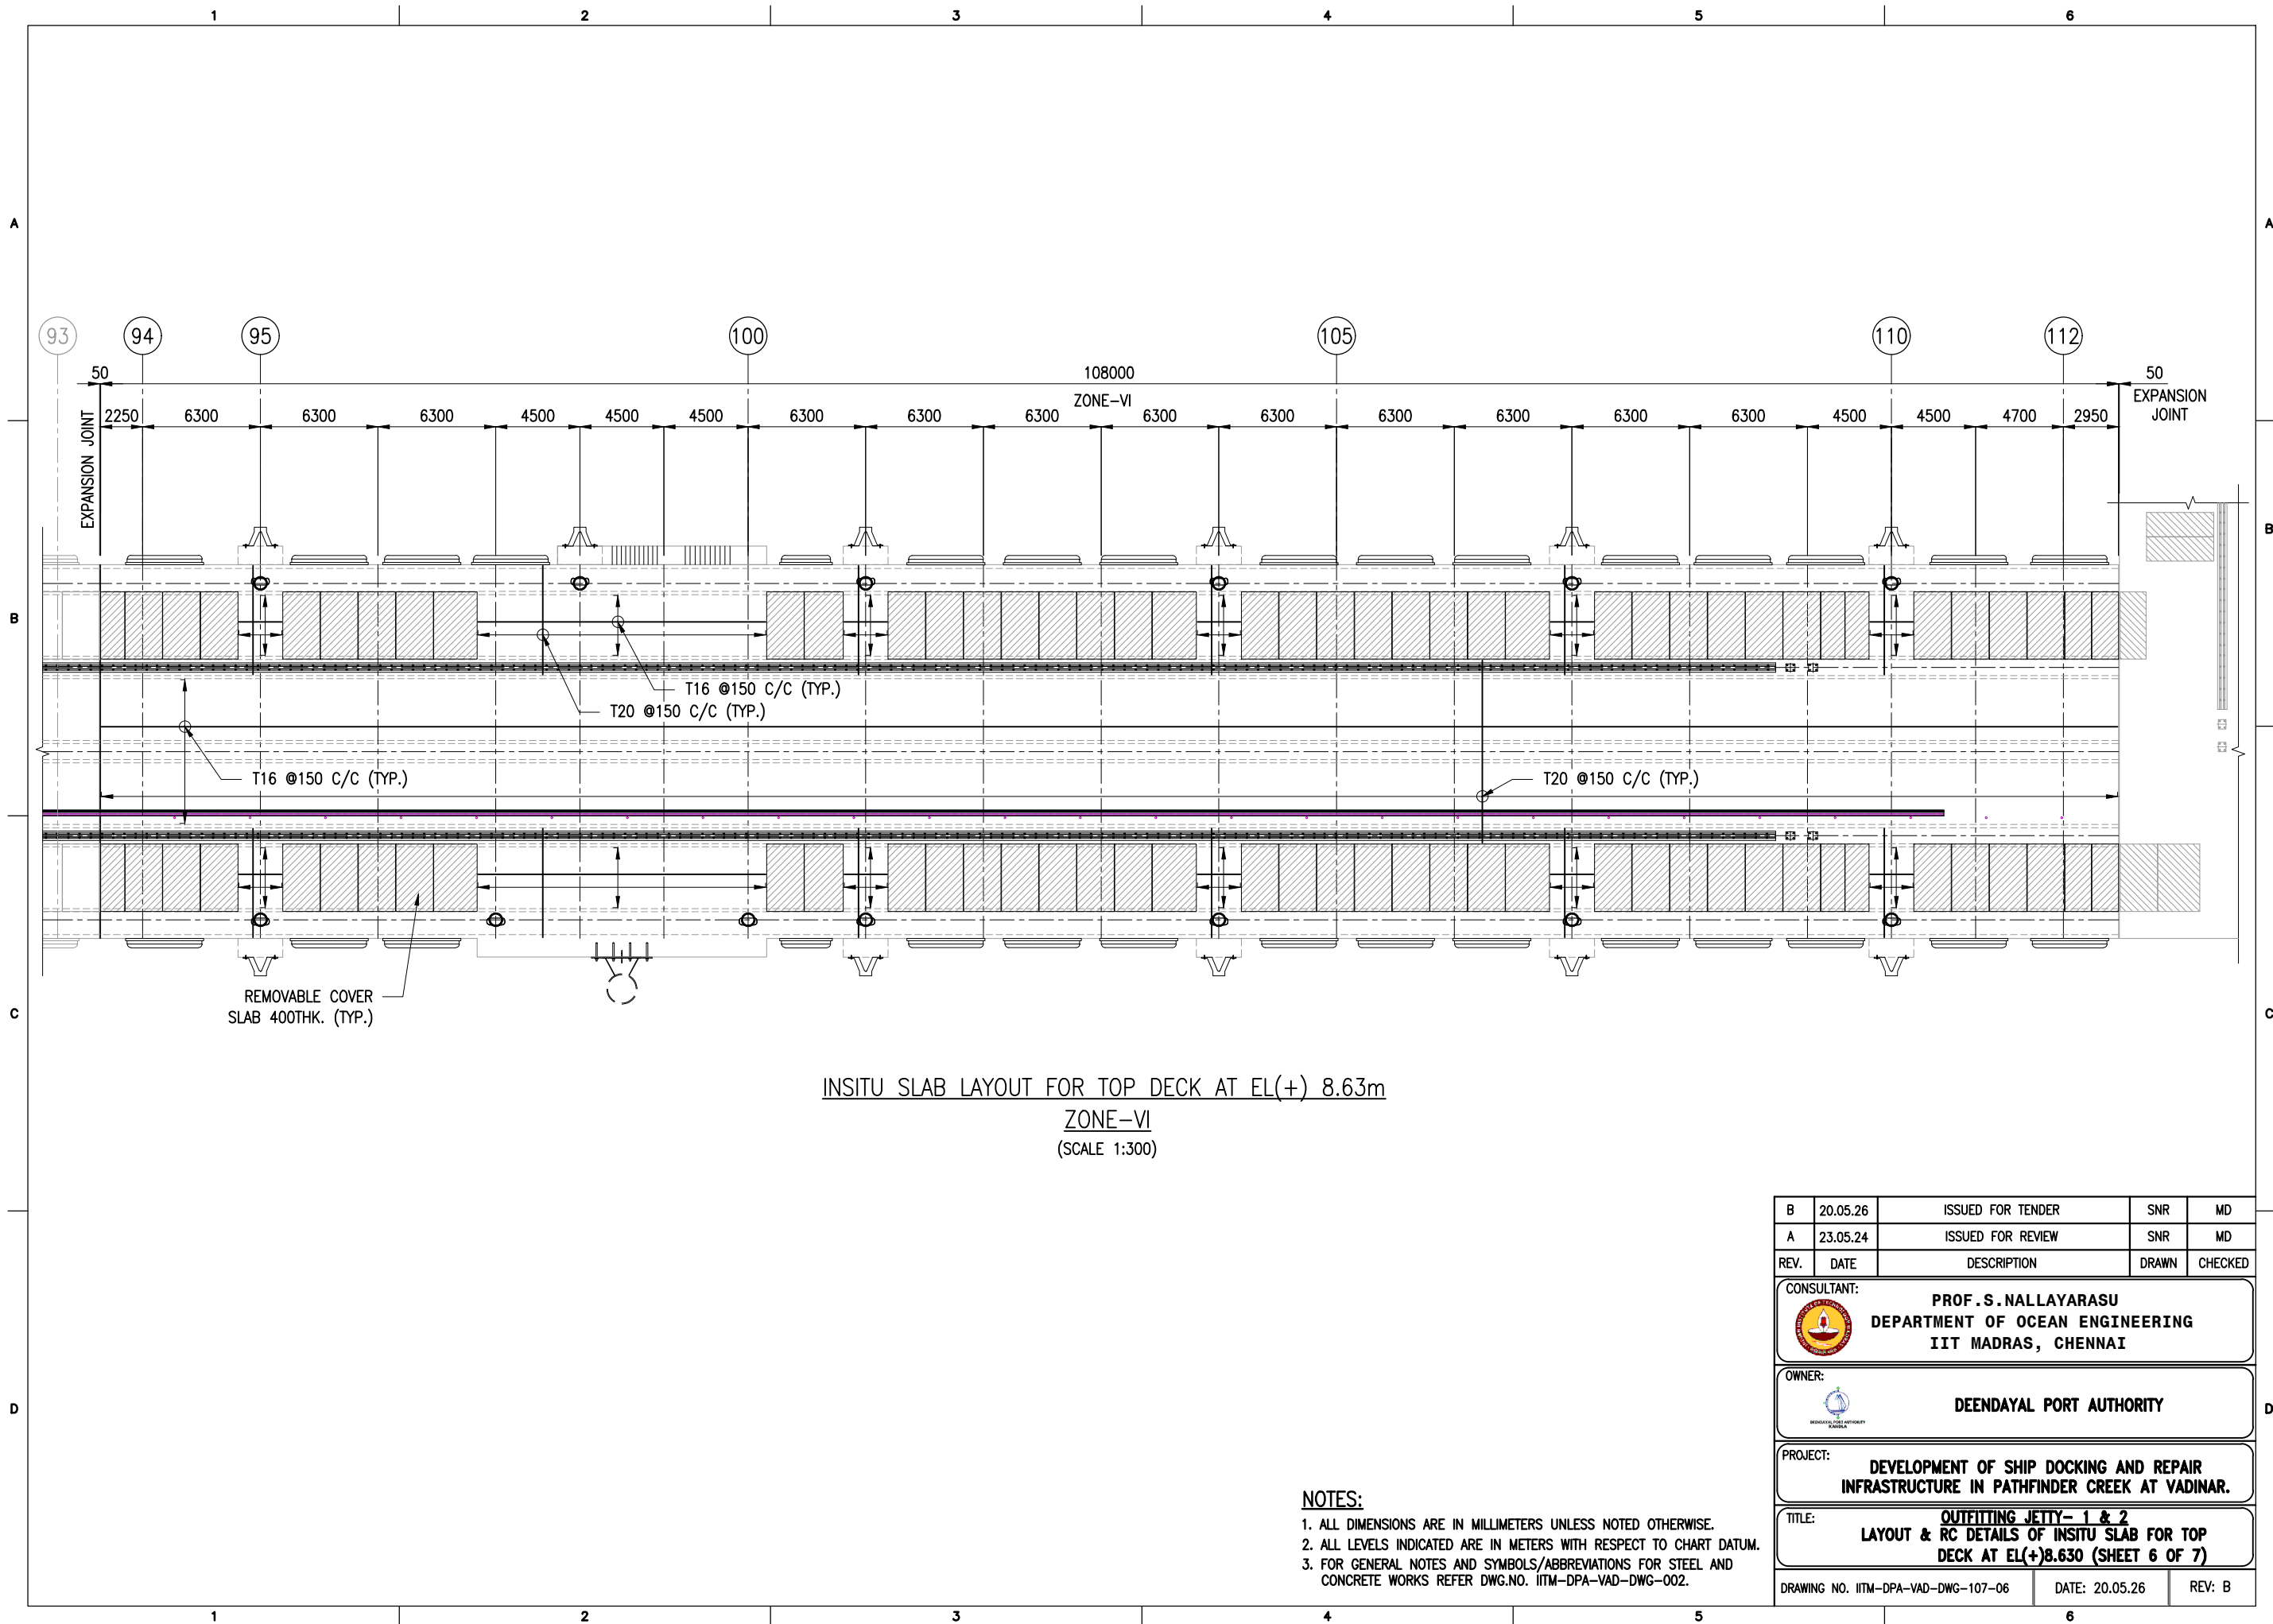 1 2 3 4 5 6
A A
93 94 95 100 105 110 112
50 108000 50
ZONE-VI
EXPANSION
JOINT
EXPANSION JOINT
2250 6300 6300 6300 4500 4500 4500 6300 6300 6300 6300 6300 6300 6300 6300 6300 4500 4500 4700 2950
B
B
T16 @150 C/C (TYP.)
T20 @150 C/C (TYP.)
T16 @150 C/C (TYP.)
T20 @150 C/C (TYP.)
REMOVABLE COVER
SLAB 400THK. (TYP.)
C C
INSITU SLAB LAYOUT FOR TOP DECK AT EL(+) 8.63m
ZONE-VI
(SCALE 1:300)
B 20.05.26 ISSUED FOR TENDER SNR MD
A 23.05.24 ISSUED FOR REVIEW SNR MD
REV. DATE DESCRIPTION DRAWN CHECKED
CONSULTANT:
PROF.S.NALLAYARASU
DEPARTMENT OF OCEAN ENGINEERING
IIT MADRAS, CHENNAI
OWNER:
DEENDAYAL PORT AUTHORITY
KANDLA
DEENDAYAL PORT AUTHORITY
D D
PROJECT:
DEVELOPMENT OF SHIP DOCKING AND REPAIR
INFRASTRUCTURE IN PATHFINDER CREEK AT VADINAR.
NOTES:
1. ALL DIMENSIONS ARE IN MILLIMETERS UNLESS NOTED OTHERWISE.
2. ALL LEVELS INDICATED ARE IN METERS WITH RESPECT TO CHART DATUM.
3. FOR GENERAL NOTES AND SYMBOLS/ABBREVIATIONS FOR STEEL AND
CONCRETE WORKS REFER DWG.NO. IITM-DPA-VAD-DWG-002.
TITLE:
OUTFITTING JETTY- 1 & 2
LAYOUT & RC DETAILS OF INSITU SLAB FOR TOP
DECK AT EL(+)8.630 (SHEET 6 OF 7)
DRAWING NO. IITM-DPA-VAD-DWG-107-06 DATE: 20.05.26 REV: B
1 2 3 4 5 6